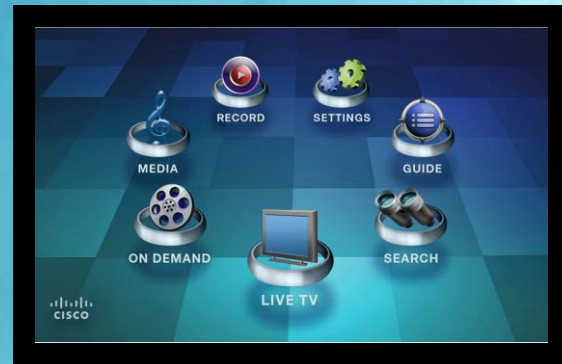 RECORD
SETTINGS
MEDIA
GUIDE
ON DEMAND
SEARCH
LIVE TV
CISCO